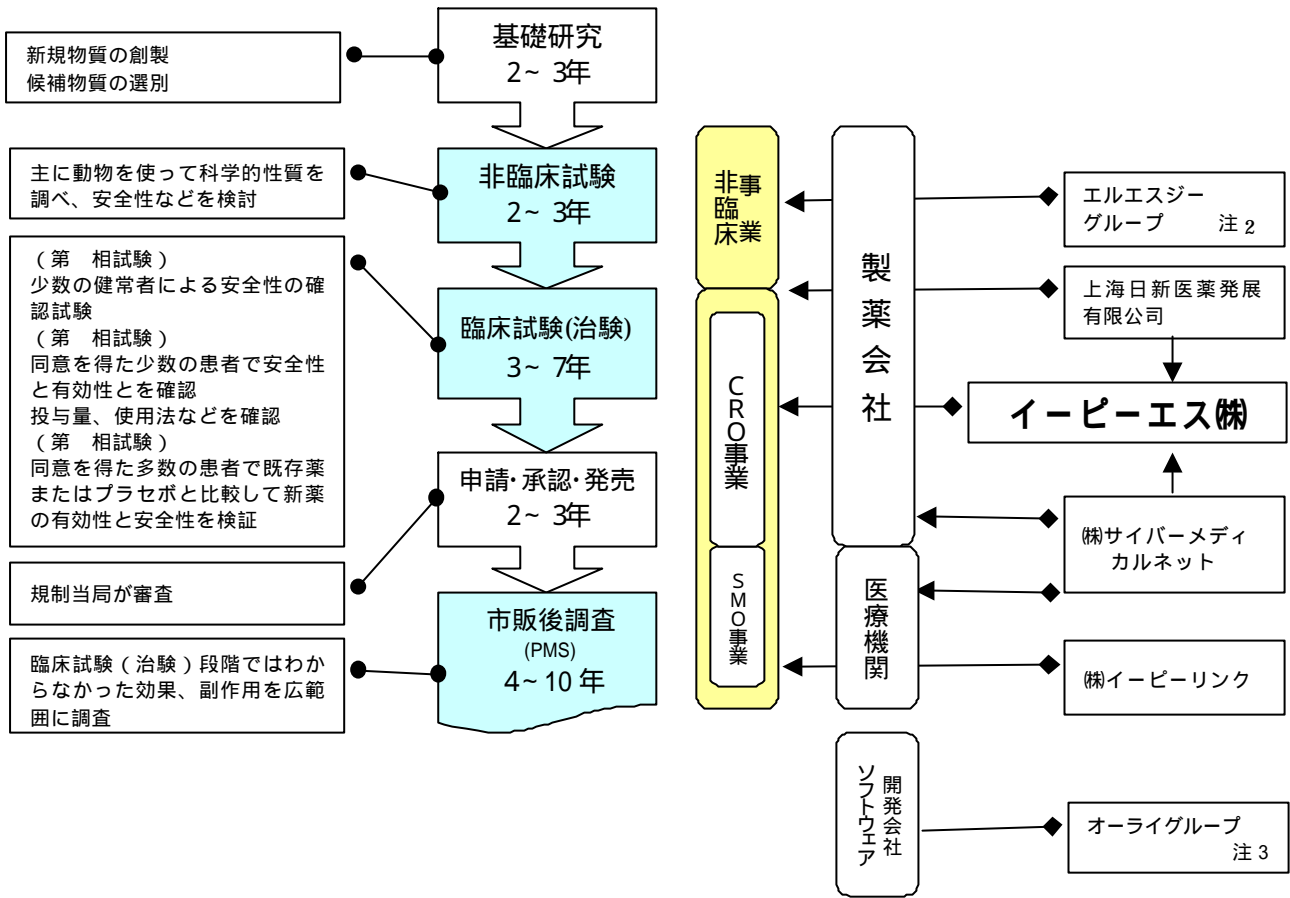 基礎研究
2~ 3年
新規物質の創製
候補物質の選別
非臨床試験
2~ 3年
主に動物を使って科学的性質を
調べ、安全性などを検討
臨床試験(治験)
3~ 7年
(第　相試験)
少数の健常者による安全性の確
認試験
(第　相試験)
同意を得た少数の患者で安全性
と有効性とを確認
投与量、使用法などを確認
(第　相試験)
同意を得た多数の患者で既存薬
またはプラセボと比較して新薬
の有効性と安全性を検証
申請・承認・発売
2~ 3年
規制当局が審査
市販後調査
(PMS)
4~ 10 年
臨床試験(治験)段階ではわか
らなかった効果、副作用を広範
囲に調査
非臨床
事業
CRO事業
SMO事業
製薬会社
医療機関
ソフトウェア
開発会社
エルエスジー
グループ　注 2
上海日新医薬発展
有限公司
イーピーエス㈱
㈱サイバーメディ
カルネット
㈱イーピーリンク
オーライグループ
注 3